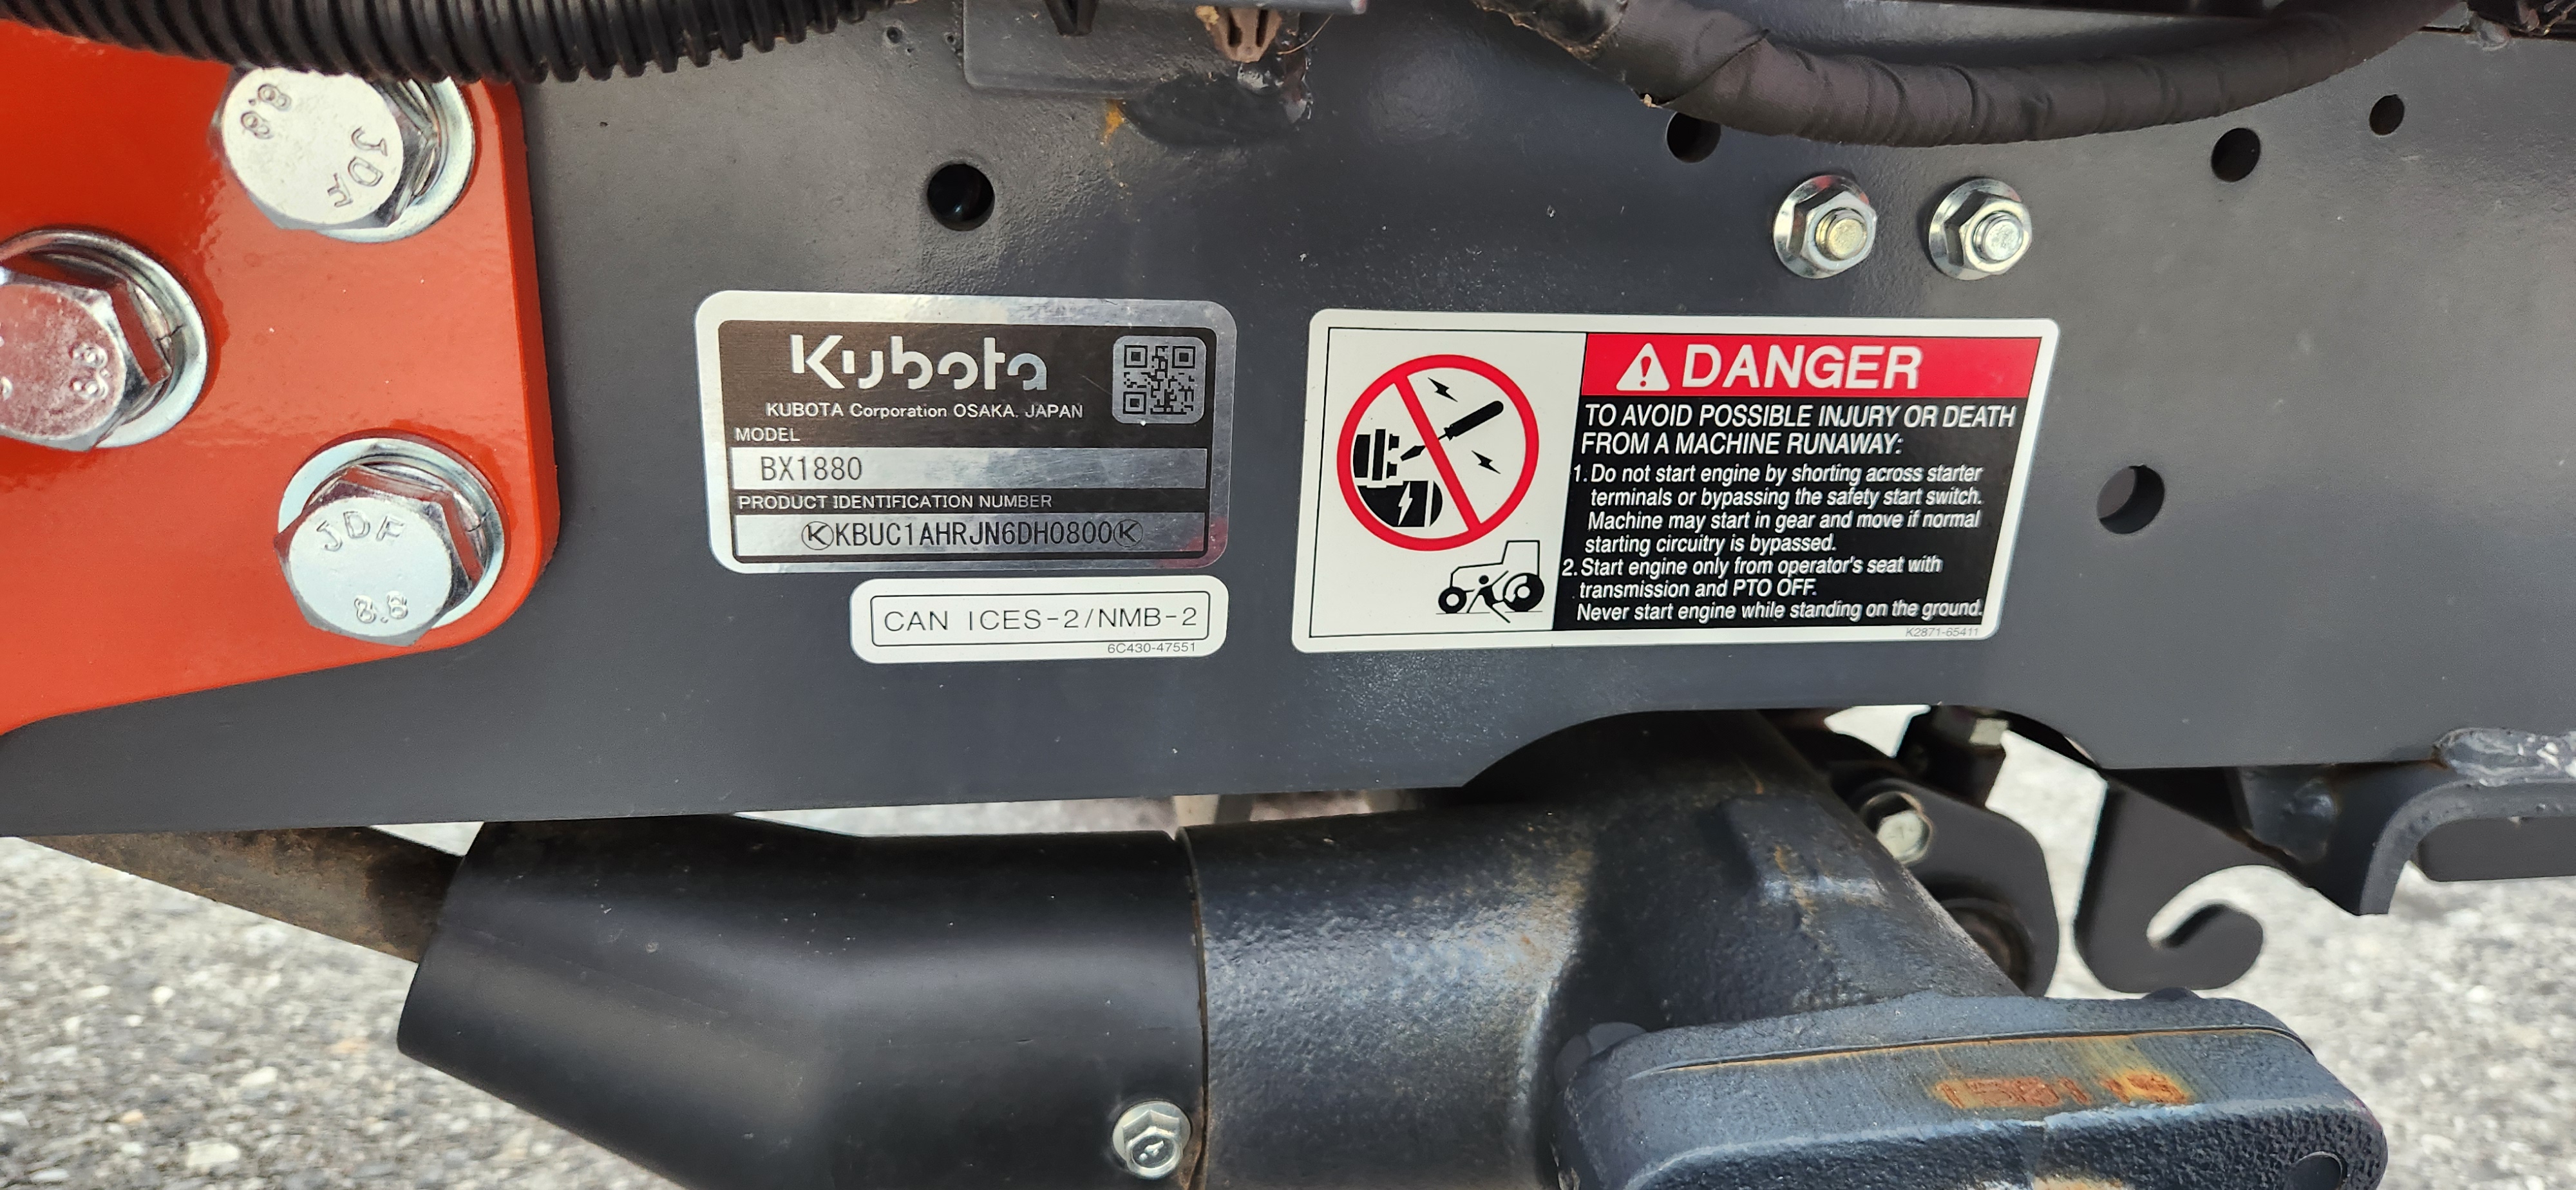 8.8
JDF
8.8
Kubota
KUBOTA Corporation OSAKA. JAPAN
MODEL
BX1880
PRODUCT IDENTIFICATION NUMBER
ⓀKBUC1AHRJN6DH0800Ⓚ
CAN ICES-2/NMB-2
6C430-47551
DANGER
TO AVOID POSSIBLE INJURY OR DEATH
FROM A MACHINE RUNAWAY:
1. Do not start engine by shorting across starter
terminals or bypassing the safety start switch.
Machine may start in gear and move if normal
starting circuitry is bypassed.
2. Start engine only from operator's seat with
transmission and PTO OFF.
Never start engine while standing on the ground.
K2871-65411
JDF
8.8